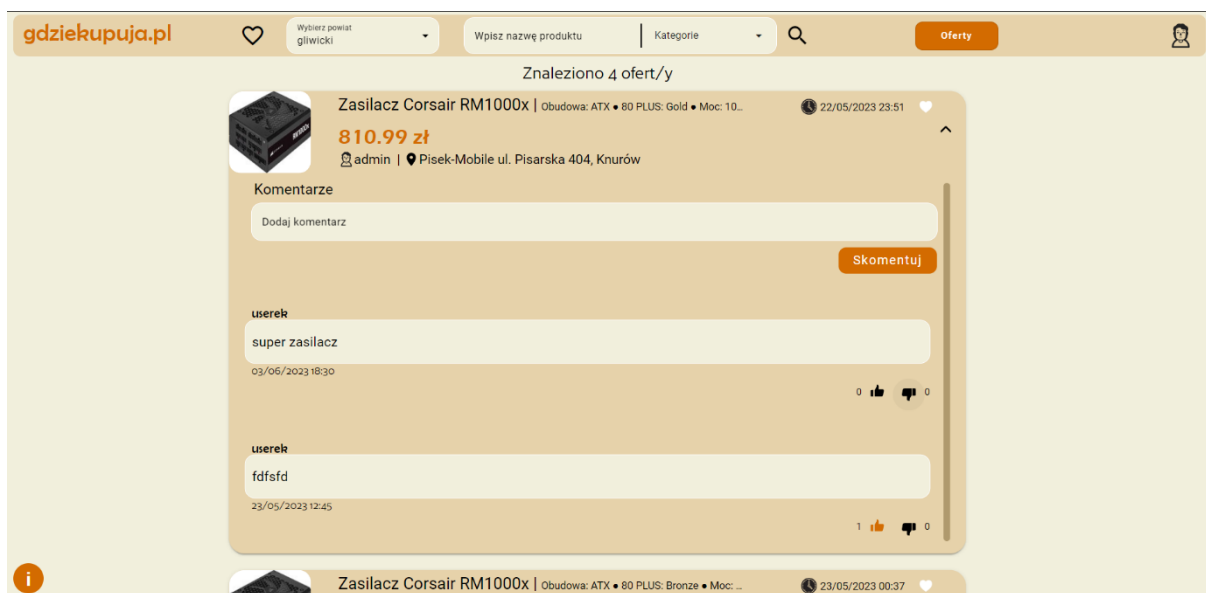 gdziekupuja.pl
Wybierz powiat
gliwicki
Wpisz nazwę produktu
Kategorie
Oferty
Znaleziono 4 ofert/y
Zasilacz Corsair RM1000x | Obudowa: ATX ● 80 PLUS: Gold ● Moc: 10...
22/05/2023 23:51
810.99 zł
admin | Pisek-Mobile ul. Pisarska 404, Knurów
Komentarze
Dodaj komentarz
Skomentuj
userek
super zasilacz
03/06/2023 18:30
0 0
userek
fdfsfd
23/05/2023 12:45
1 0
i
Zasilacz Corsair RM1000x | Obudowa: ATX ● 80 PLUS: Bronze ● Moc: ...
23/05/2023 00:37